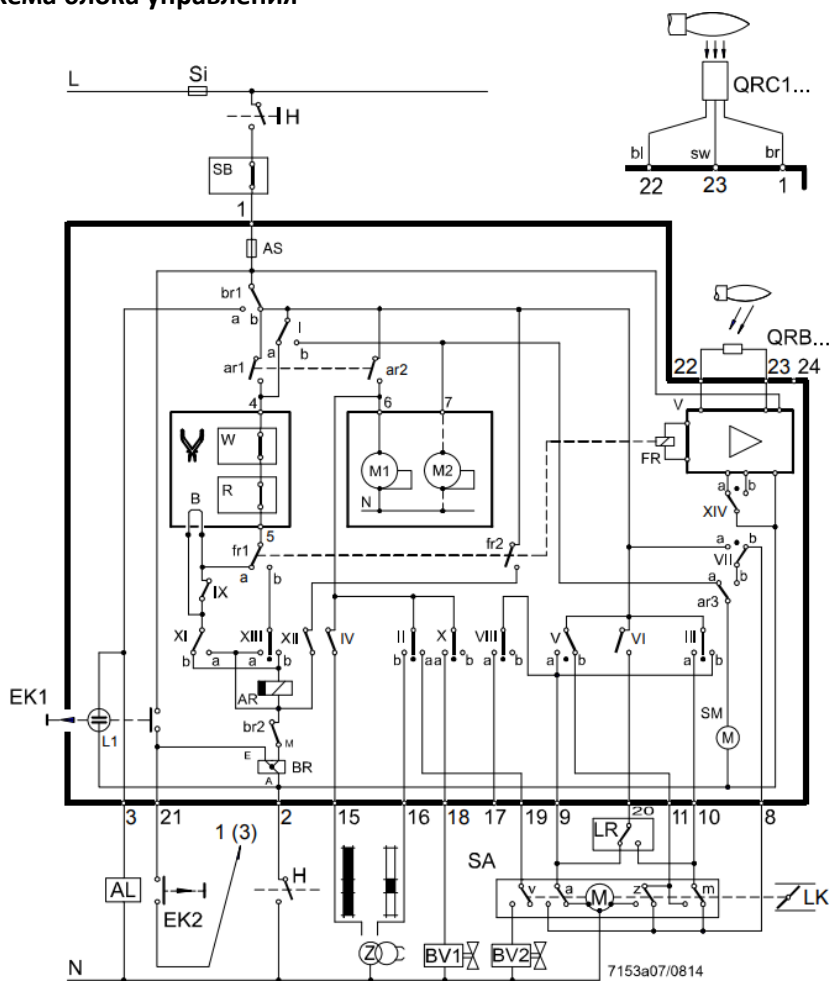 кема блока управления
L
Si
H
QRC1...
bl
sw
br
22
23
1
SB
1
AS
br1
a
b
I
a
b
QRB...
ar1
ar2
22
23
24
4
6
7
V
W
R
M1
M2
N
FR
a
b
XIV
B
5
fr1
a
b
fr2
a
b
VII
a
b
ar3
IX
XI
XIII
XII
IV
II
X
VIII
V
VI
III
b
a
a
b
b
a
a
b
a
b
a
b
a
b
EK1
L1
AR
br2
M
E
BR
A
SM
M
3
21
2
15
16
18
17
19
9
20
11
10
8
1 (3)
LR
SA
AL
EK2
H
v
a
M
z
m
LK
Z
BV1
BV2
N
7153a07/0814